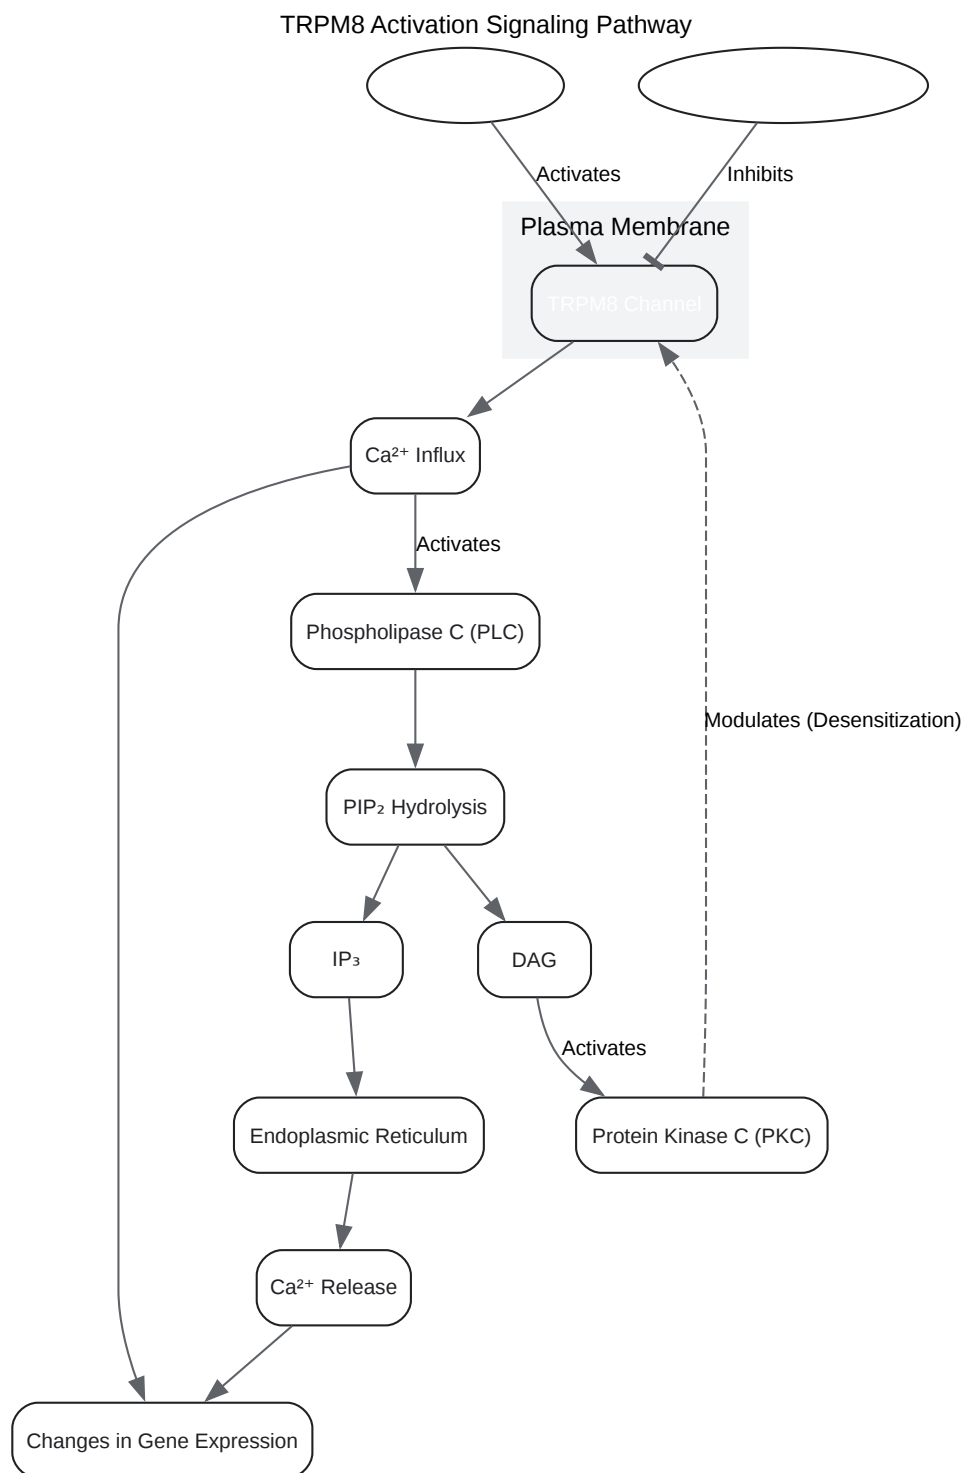 TRPM8 Activation Signaling Pathway
Activates
Inhibits
Plasma Membrane
TRPM8 Channel
Ca²⁺ Influx
Activates
Phospholipase C (PLC)
Modulates (Desensitization)
PIP₂ Hydrolysis
IP₃
DAG
Activates
Endoplasmic Reticulum
Protein Kinase C (PKC)
Ca²⁺ Release
Changes in Gene Expression